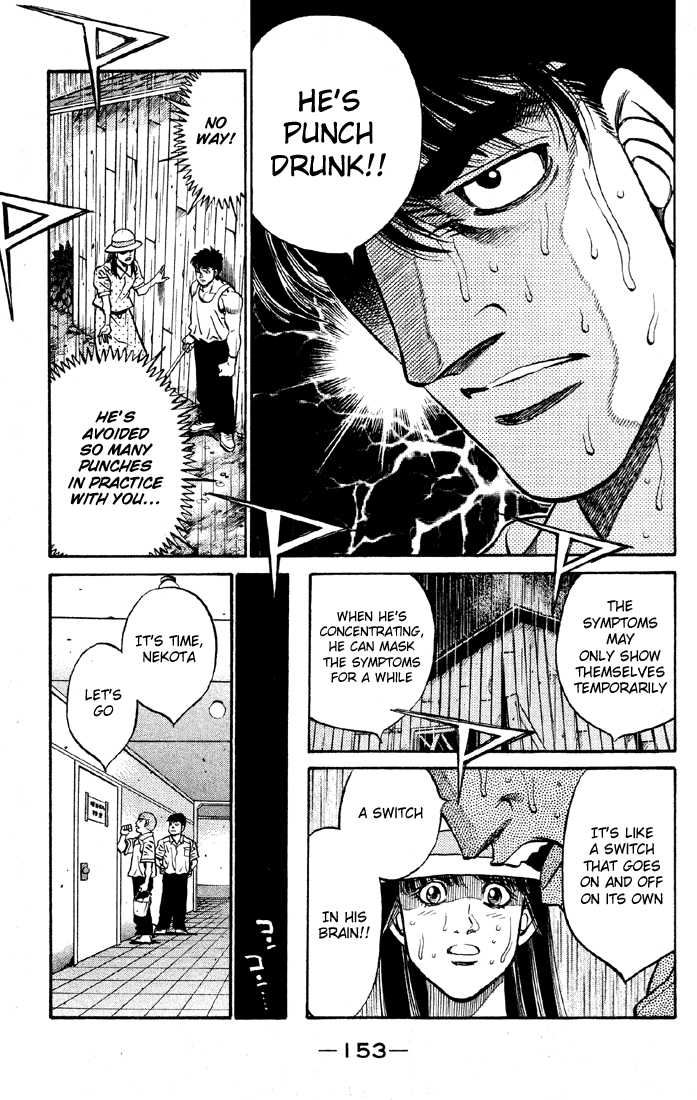 HE'S
PUNCH
DRUNK!!
NO
WAY!
HE'S
AVOIDED
SO MANY
PUNCHES
IN PRACTICE
WITH YOU...
THE
SYMPTOMS
MAY
ONLY SHOW
THEMSELVES
TEMPORARILY
WHEN HE'S
CONCENTRATING,
HE CAN MASK
THE SYMPTOMS
FOR A WHILE
IT'S LIKE
A SWITCH
THAT GOES
ON AND OFF
ON ITS OWN
A SWITCH
IN HIS
BRAIN!!
IT'S TIME,
NEKOTA
LET'S
GO
—153—